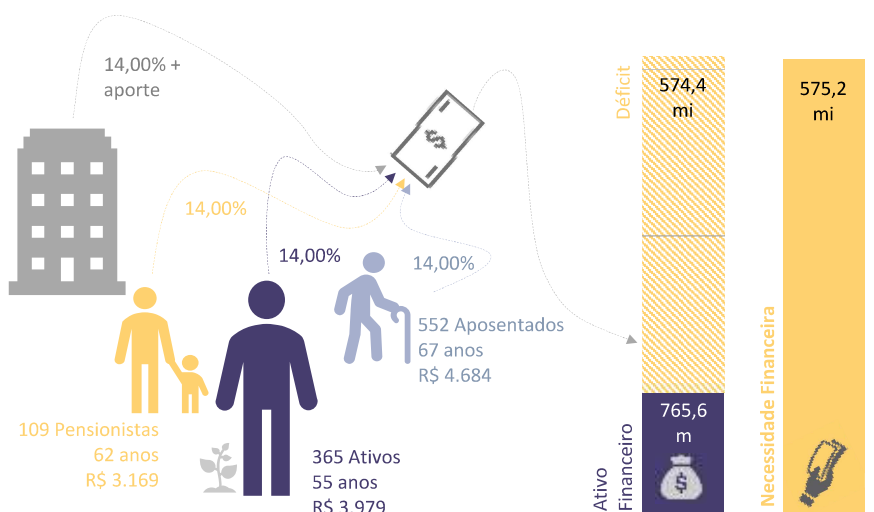 14,00% +
aporte
14,00%
14,00%
14,00%
552 Aposentados
67 anos
R$ 4.684
109 Pensionistas
62 anos
R$ 3.169
365 Ativos
55 anos
R$ 3.979
Déficit
574,4
mi
Ativo
Financeiro
765,6
m
Necessidade Financeira
575,2
mi
$
$